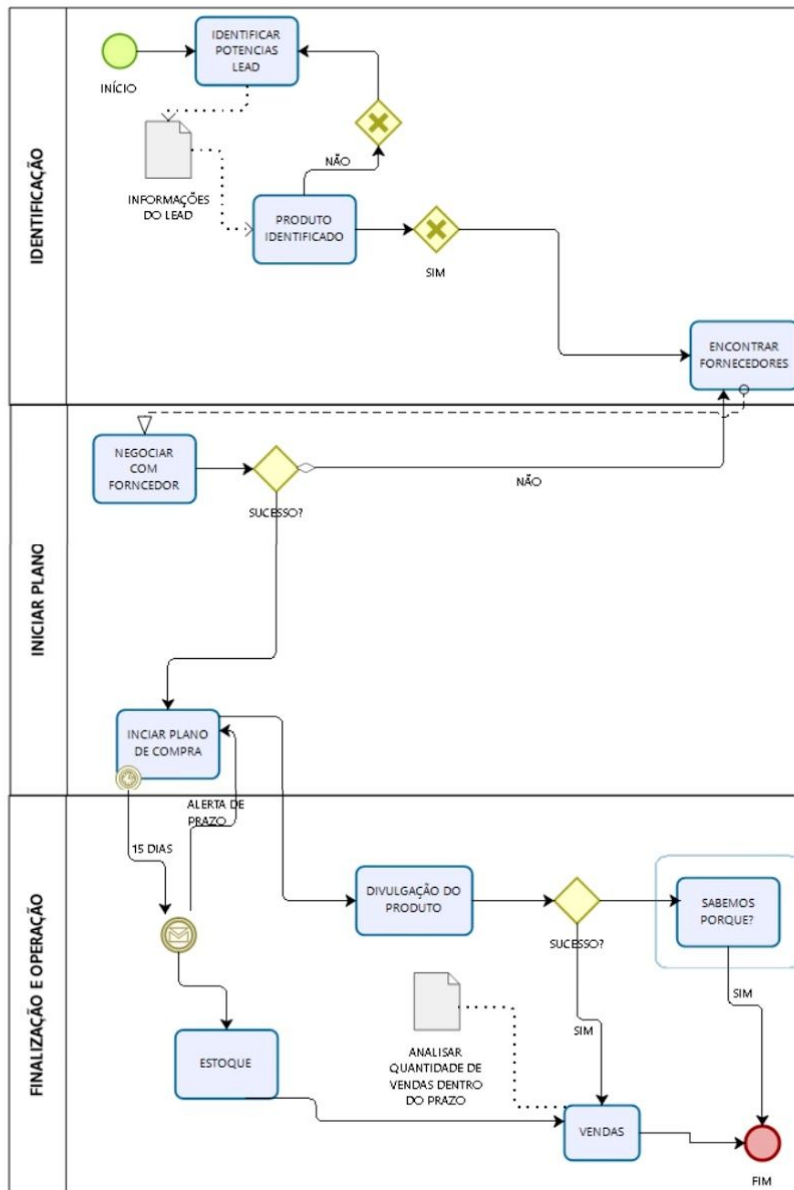 IDENTIFICAÇÃO
INÍCIO
IDENTIFICAR
POTENCIAS
LEAD
INFORMAÇÕES
DO LEAD
NÃO
PRODUTO
IDENTIFICADO
SIM
ENCONTRAR
FORNECEDORES
INICIAR PLANO
NEGOCIAR
COM
FORNCEDOR
SUCESSO?
NÃO
INCIAR PLANO
DE COMPRA
FINALIZAÇÃO E OPERAÇÃO
ALERTA DE
PRAZO
15 DIAS
DIVULGAÇÃO DO
PRODUTO
SUCESSO?
SABEMOS
PORQUE?
SIM
SIM
ESTOQUE
ANALISAR
QUANTIDADE DE
VENDAS DENTRO
DO PRAZO
VENDAS
FIM